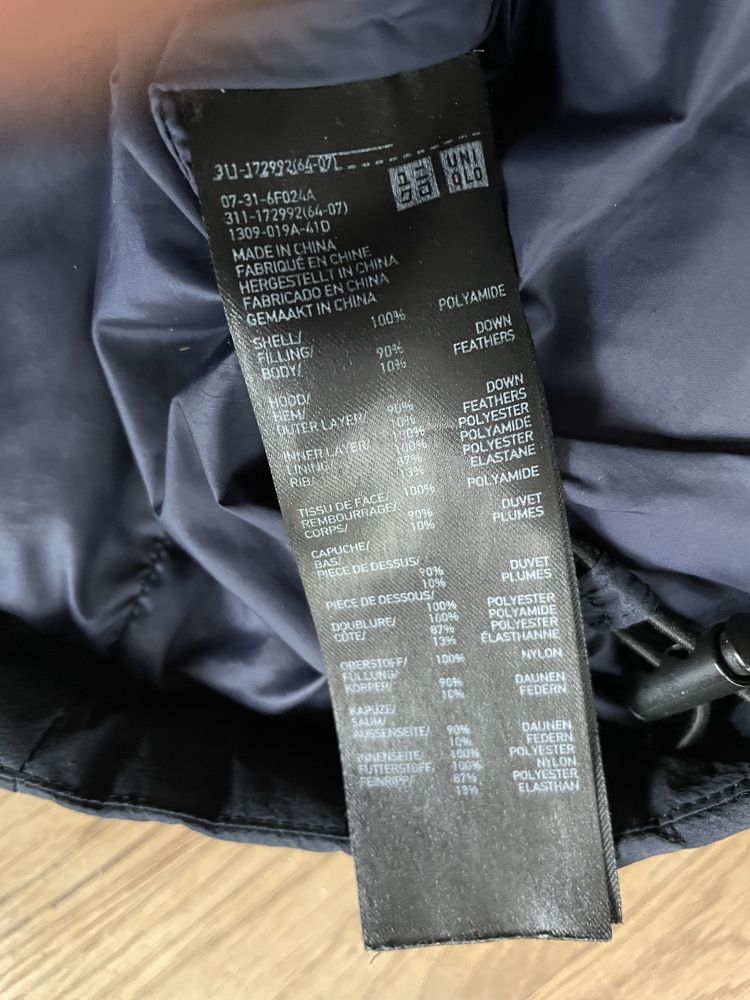 311-172992(64-07)
UNI
QLO
07-31-6F024A
311-172992(64-07)
1309-019A-41D
MADE IN CHINA
FABRIQUÉ EN CHINE
HERGESTELLT IN CHINA
FABRICADO EN CHINA
GEMAAKT IN CHINA
SHELL/ 100% POLYAMIDE
FILLING/
BODY/ 90% DOWN
10% FEATHERS
HOOD/
HEM/
OUTER LAYER/ 90% DOWN
10% FEATHERS
INNER LAYER/ 100% POLYESTER
LINING/ 100% POLYAMIDE
RIB/ 87% POLYESTER
13% ELASTANE
TISSU DE FACE/ 100% POLYAMIDE
REMBOURRAGE/
CORPS/ 90% DUVET
10% PLUMES
CAPUCHE/
BAS/
PIECE DE DESSUS/ 90% DUVET
10% PLUMES
PIECE DE DESSOUS/ 100% POLYESTER
DOUBLURE/ 100% POLYAMIDE
CÔTE/ 87% POLYESTER
13% ÉLASTHANNE
OBERSTOFF/ 100% NYLON
FÜLLUNG/
KÖRPER/ 90% DAUNEN
10% FEDERN
KAPUZE/
SAUM/
AUSSENSEITE/ 90% DAUNEN
10% FEDERN
INNENSEITE/ 100% POLYESTER
FUTTERSTOFF/ 100% NYLON
FEINRIPP/ 87% POLYESTER
13% ELASTHAN